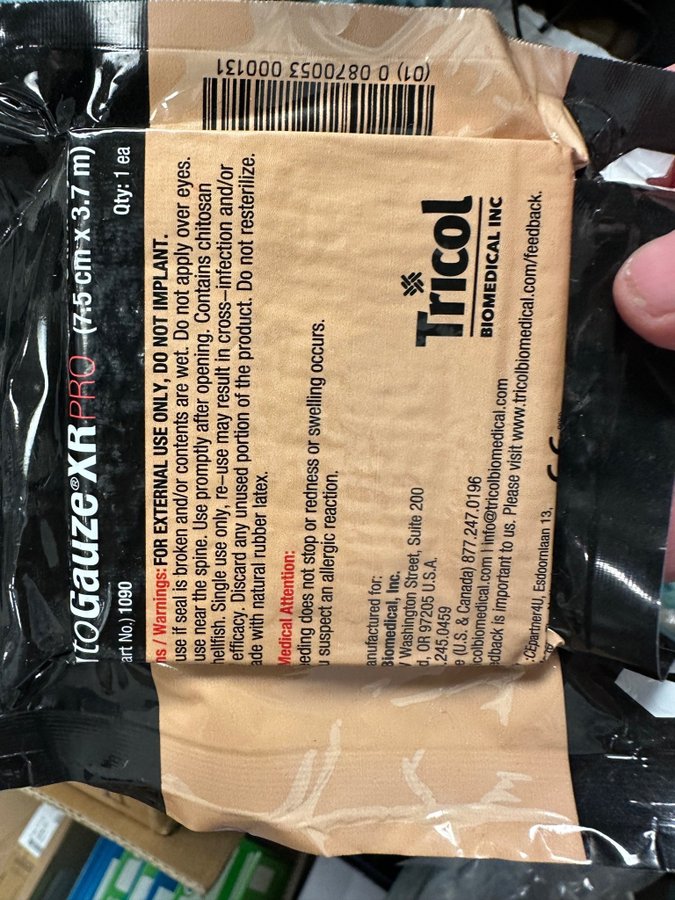 (01) 0 0870053 000131
toGauze®XR PRO (7.5 cm x 3.7 m)
art No.) 1090 Qty: 1 ea
ns / Warnings: FOR EXTERNAL USE ONLY, DO NOT IMPLANT.
use if seal is broken and/or contents are wet. Do not apply over eyes.
use near the spine. Use promptly after opening. Contains chitosan
hellfish. Single use only, re–use may result in cross–infection and/or
efficacy. Discard any unused portion of the product. Do not resterilize.
ade with natural rubber latex.
Medical Attention:
eeding does not stop or redness or swelling occurs.
u suspect an allergic reaction.
Tricol
BIOMEDICAL INC
anufactured for:
Biomedical, Inc.
Washington Street, Suite 200
d, OR 97205 U.S.A.
.245.0459
e (U.S. & Canada) 877.247.0196
colbiomedical.com | info@tricolbiomedical.com
edback is important to us. Please visit www.tricolbiomedical.com/feedback.
CEpartner4U, Esdoornlaan 13,